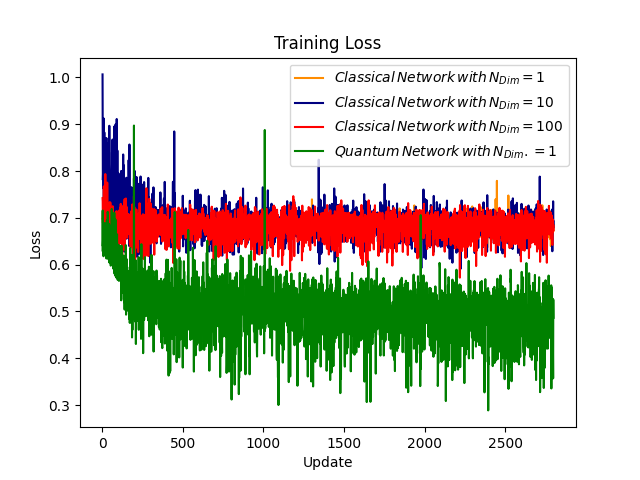 Training Loss
Classical Network with N_Dim = 1
Classical Network with N_Dim = 10
Classical Network with N_Dim = 100
Quantum Network with N_Dim. = 1
1.0
0.9
0.8
0.7
0.6
0.5
0.4
0.3
Loss
0 500 1000 1500 2000 2500
Update